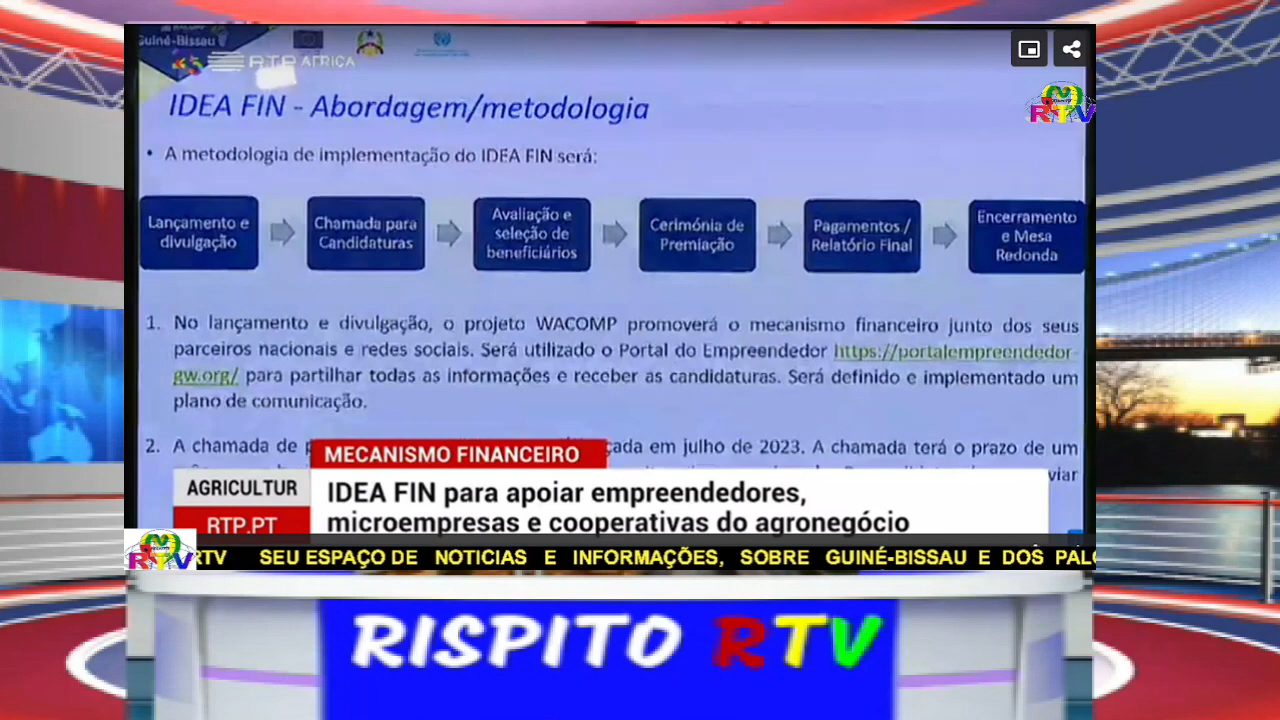 Guiné-Bissau
RTP ÁFRICA
RTV
IDEA FIN - Abordagem/metodologia
• A metodologia de implementação do IDEA FIN será:
Lançamento e
divulgação
Chamada para
Candidaturas
Avaliação e
seleção de
beneficiários
Cerimónia de
Premiação
Pagamentos /
Relatório Final
Encerramento
e Mesa
Redonda
1. No lançamento e divulgação, o projeto WACOMP promoverá o mecanismo financeiro junto dos seus
parceiros nacionais e redes sociais. Será utilizado o Portal do Empreendedor https://portalempreendedor-
gw.org/ para partilhar todas as informações e receber as candidaturas. Será definido e implementado um
plano de comunicação.
2. A chamada de em julho de 2023. A chamada terá o prazo de um
MECANISMO FINANCEIRO
AGRICULTUR
IDEA FIN para apoiar empreendedores,
RTP.PT
microempresas e cooperativas do agronegócio
RTV
RTV SEU ESPAÇO DE NOTICIAS E INFORMAÇÕES, SOBRE GUINÉ-BISSAU E DOS PALO
RISPITO RTV